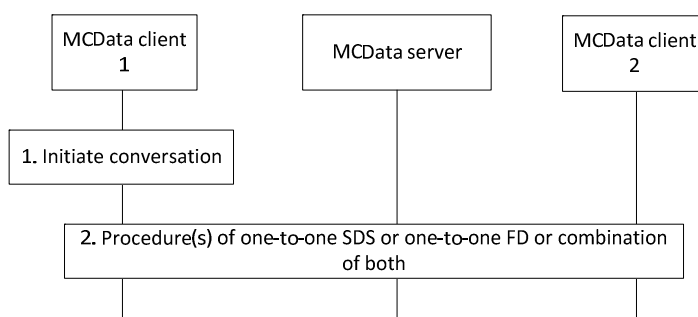 MCData client
1
MCData server
MCData client
2
1. Initiate conversation
2. Procedure(s) of one-to-one SDS or one-to-one FD or combination
of both